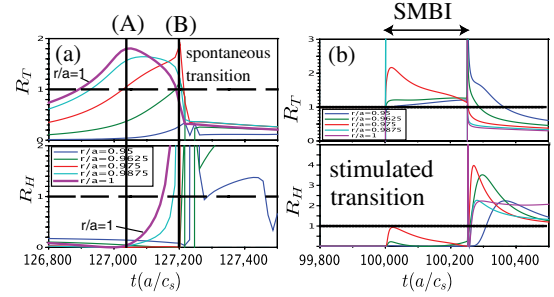 (A) (B)
(a)
r/a=1
spontaneous
transition
R_T
2
1
0
r/a=0.95
r/a=0.9625
r/a=0.975
r/a=0.9875
r/a=1
r/a=1
R_H
2
1
0
126,800 127,000 127,200 127,400
t(a/c_s)
SMBI
(b)
R_T
3
2
1
0
r/a=0.95
r/a=0.9625
r/a=0.975
r/a=0.9875
r/a=1
stimulated
transition
R_H
5
4
3
2
1
0
100,000 100,200 100,400
t(a/c_s)